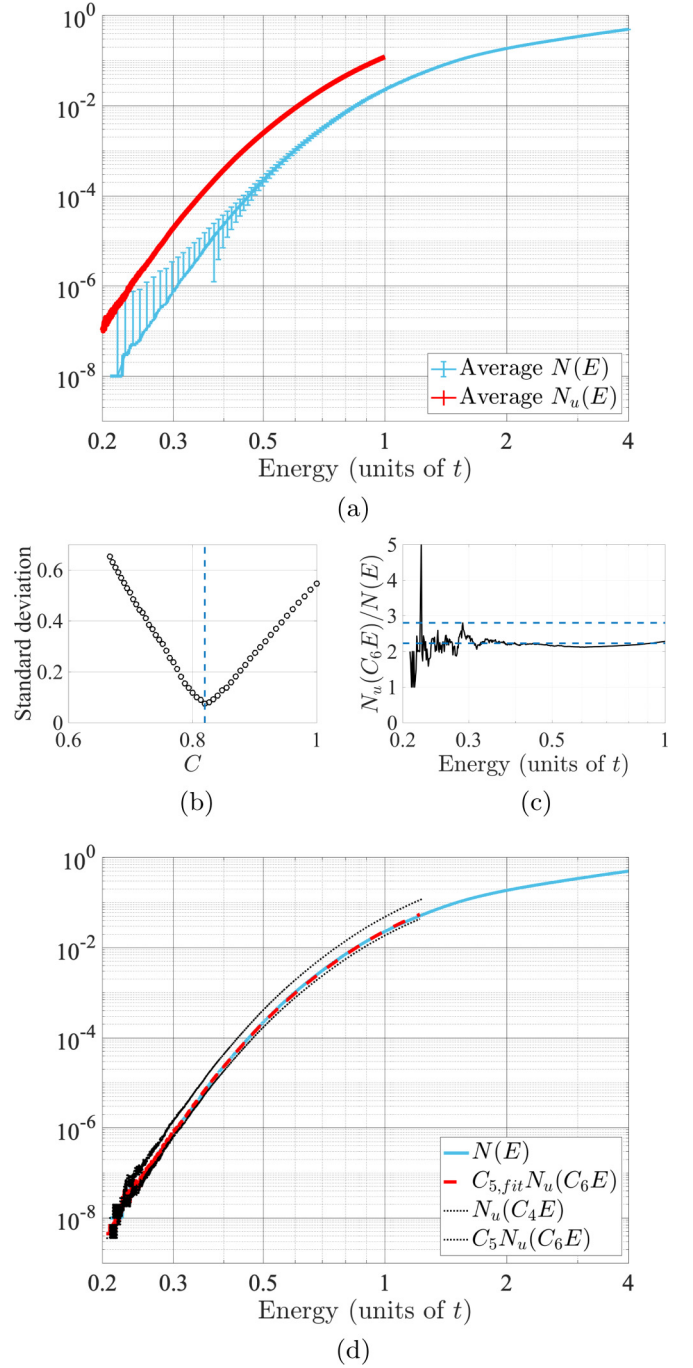 10^0
10^-2
10^-4
10^-6
10^-8
Average N(E)
Average N_u(E)
0.2 0.3 0.5 1 2 4
Energy (units of t)
(a)
Standard deviation
0.6
0.4
0.2
0
0.6 0.8 1
C
(b)
N_u(C_6E)/N(E)
5
4
3
2
1
0
0.2 0.3 0.5 1
Energy (units of t)
(c)
10^0
10^-2
10^-4
10^-6
10^-8
N(E)
C_{5,fit}N_u(C_6E)
N_u(C_4E)
C_5N_u(C_6E)
0.2 0.3 0.5 1 2 4
Energy (units of t)
(d)